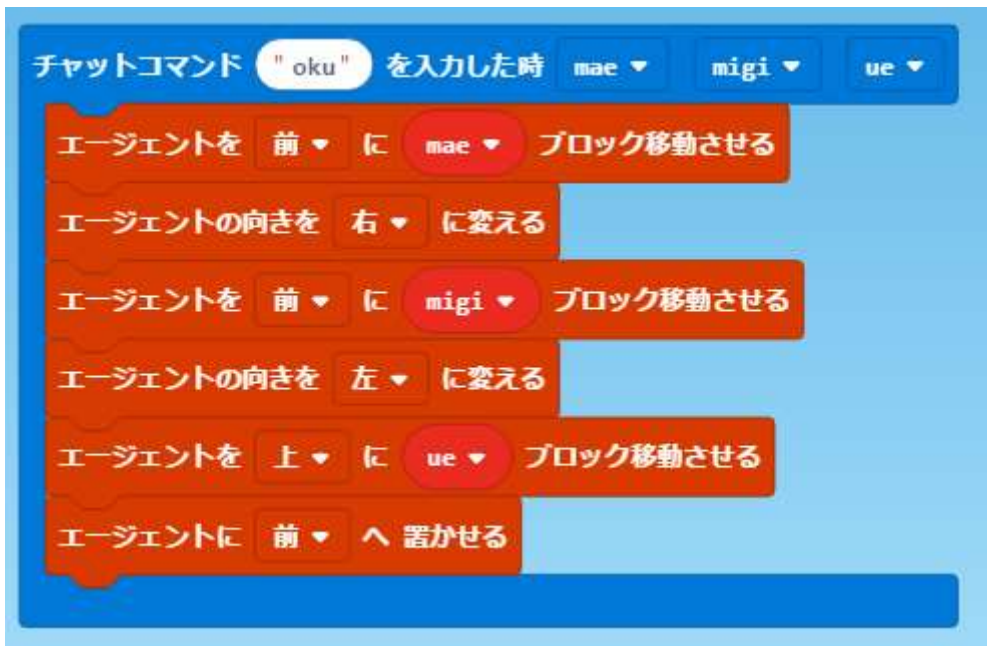 チャットコマンド "oku" を入力した時 mae migi ue
エージェントを 前 に mae ブロック移動させる
エージェントの向きを 右 に変える
エージェントを 前 に migi ブロック移動させる
エージェントの向きを 左 に変える
エージェントを 上 に ue ブロック移動させる
エージェントに 前 へ 置かせる